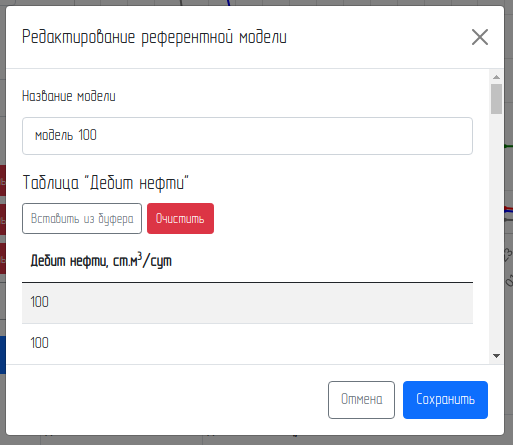 Редактирование референтной модели
Название модели
модель 100
Таблица "Дебит нефти"
Вставить из буфера Очистить
Дебит нефти, ст.м³/сут
100
100
Отмена Сохранить